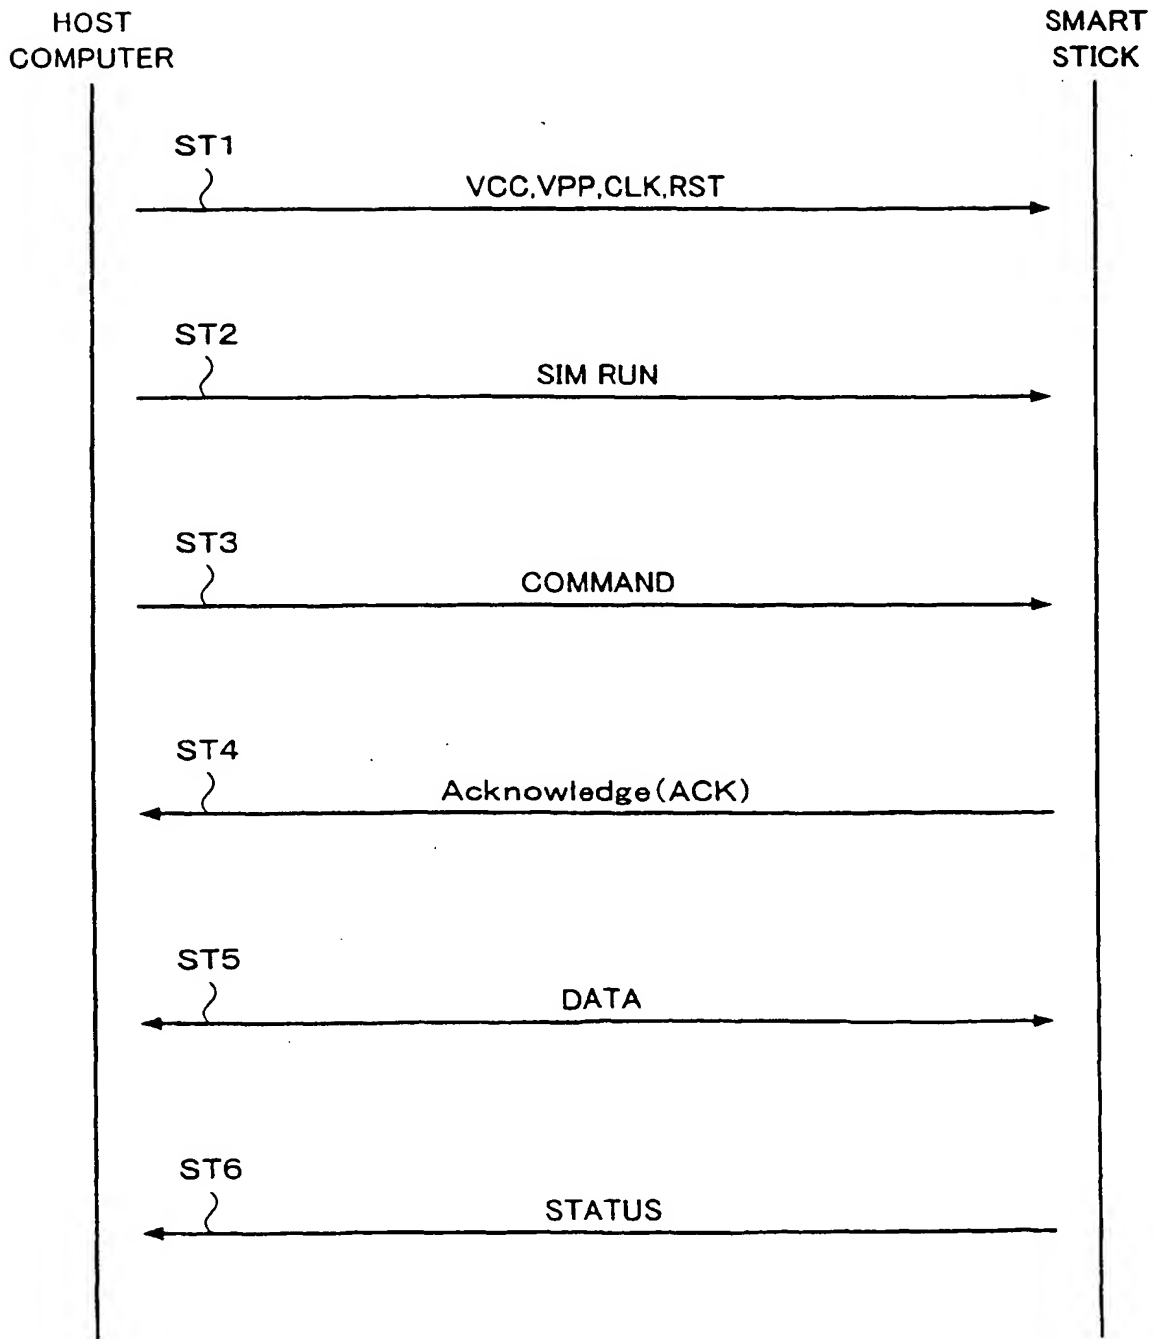 HOST
COMPUTER
SMART
STICK
ST1
VCC,VPP,CLK,RST
ST2
SIM RUN
ST3
COMMAND
ST4
Acknowledge(ACK)
ST5
DATA
ST6
STATUS